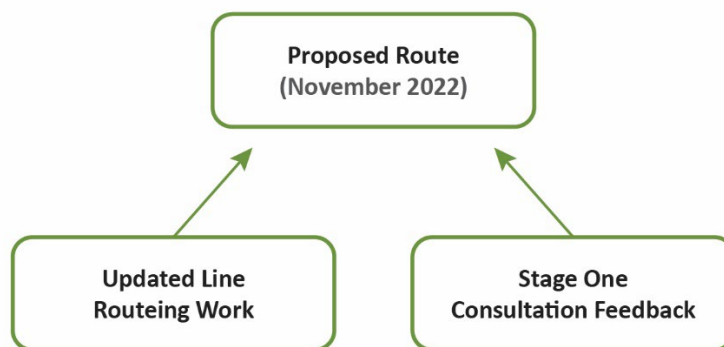 Proposed Route
(November 2022)
Updated Line
Routeing Work
Stage One
Consultation Feedback